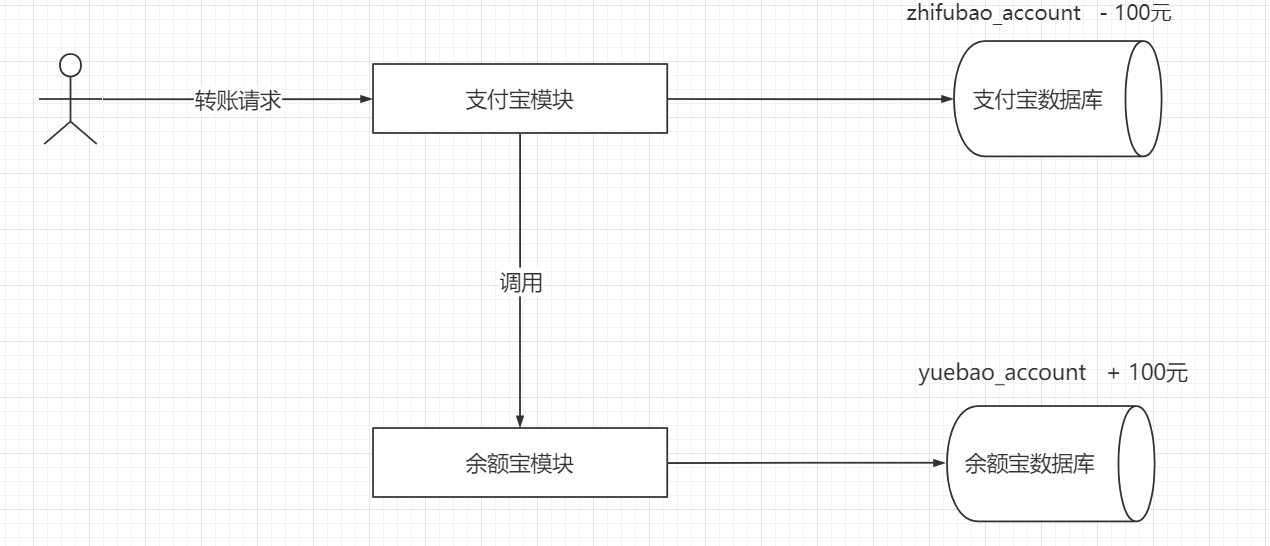 zhifubao_account - 100元
转账请求
支付宝模块
支付宝数据库
调用
yuebao_account + 100元
余额宝模块
余额宝数据库